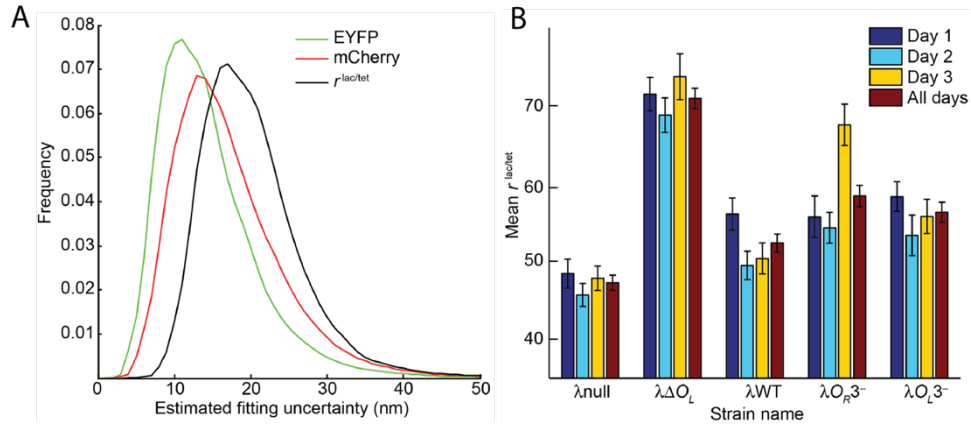 A
EYFP
mCherry
r^lac/tet
0.08
0.07
0.06
0.05
0.04
0.03
0.02
0.01
Frequency
0 10 20 30 40 50
Estimated fitting uncertainty (nm)
B
Day 1
Day 2
Day 3
All days
70
60
50
40
Mean r^lac/tet
λnull λΔO_L λWT λO_R3– λO_L3–
Strain name